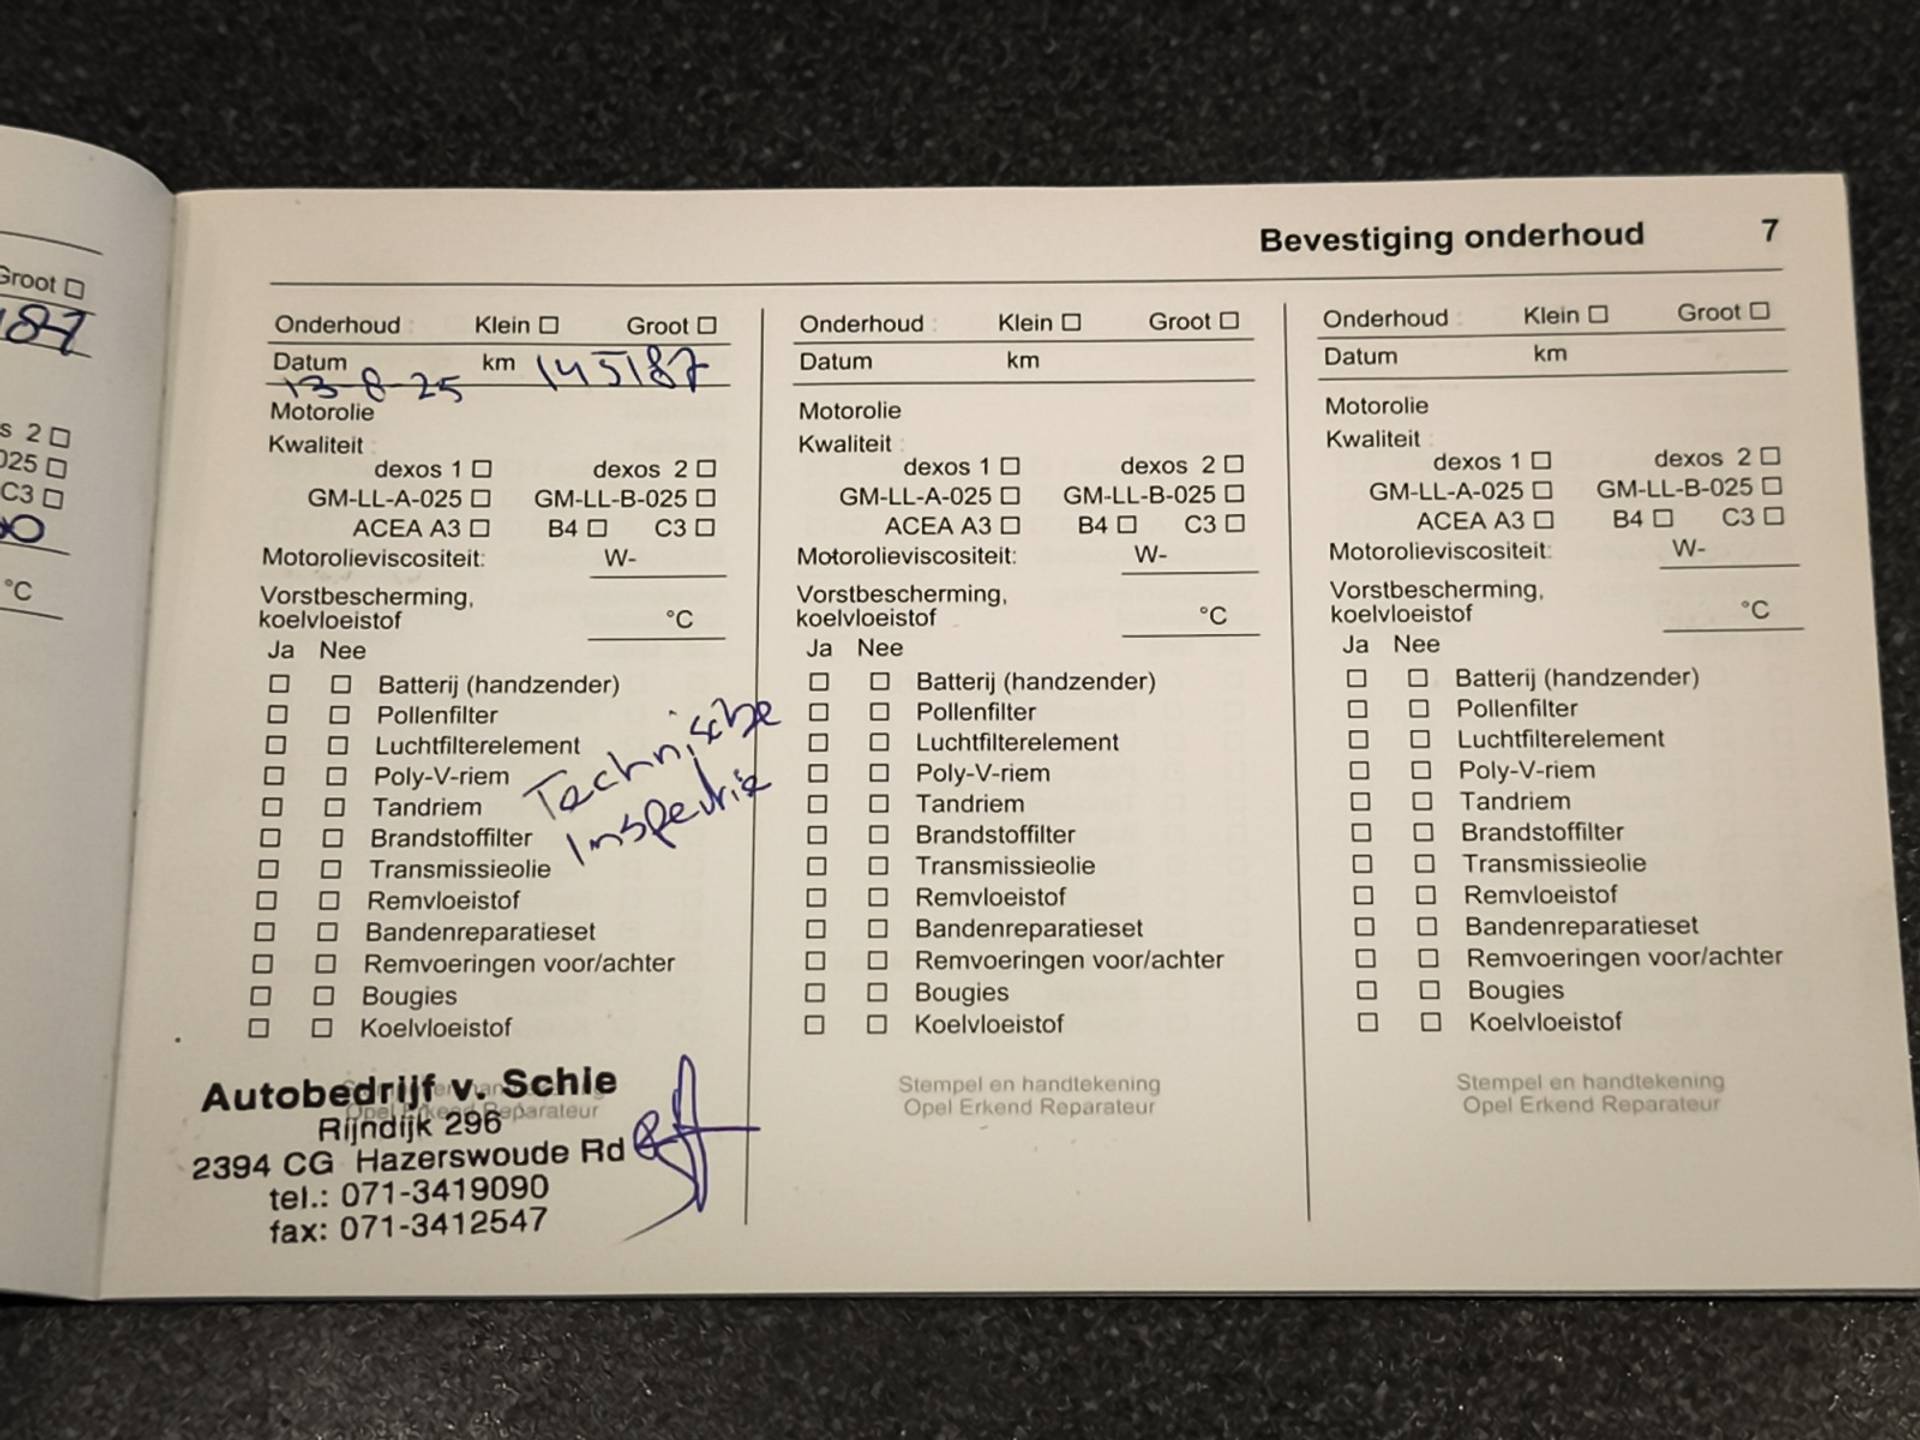 Groot
187
s 2
025
C3
°C
Bevestiging onderhoud 7
Onderhoud : Klein Groot
Datum km 145187
13-8-25
Motorolie
Kwaliteit :
dexos 1 dexos 2
GM-LL-A-025 GM-LL-B-025
ACEA A3 B4 C3
Motorolieviscositeit: W-
Vorstbescherming,
koelvloeistof °C
Ja Nee
Batterij (handzender)
Pollenfilter
Luchtfilterelement
Poly-V-riem
Tandriem
Brandstoffilter
Transmissieolie
Remvloeistof
Bandenreparatieset
Remvoeringen voor/achter
Bougies
Koelvloeistof
Technische
Inspectie
Stempel en handtekening
Opel Erkend Reparateur
Autobedrijf v. Schie
Rijndijk 296
2394 CG Hazerswoude Rd
tel.: 071-3419090
fax: 071-3412547
Onderhoud : Klein Groot
Datum km
Motorolie
Kwaliteit :
dexos 1 dexos 2
GM-LL-A-025 GM-LL-B-025
ACEA A3 B4 C3
Motorolieviscositeit: W-
Vorstbescherming,
koelvloeistof °C
Ja Nee
Batterij (handzender)
Pollenfilter
Luchtfilterelement
Poly-V-riem
Tandriem
Brandstoffilter
Transmissieolie
Remvloeistof
Bandenreparatieset
Remvoeringen voor/achter
Bougies
Koelvloeistof
Stempel en handtekening
Opel Erkend Reparateur
Onderhoud : Klein Groot
Datum km
Motorolie
Kwaliteit :
dexos 1 dexos 2
GM-LL-A-025 GM-LL-B-025
ACEA A3 B4 C3
Motorolieviscositeit: W-
Vorstbescherming,
koelvloeistof °C
Ja Nee
Batterij (handzender)
Pollenfilter
Luchtfilterelement
Poly-V-riem
Tandriem
Brandstoffilter
Transmissieolie
Remvloeistof
Bandenreparatieset
Remvoeringen voor/achter
Bougies
Koelvloeistof
Stempel en handtekening
Opel Erkend Reparateur